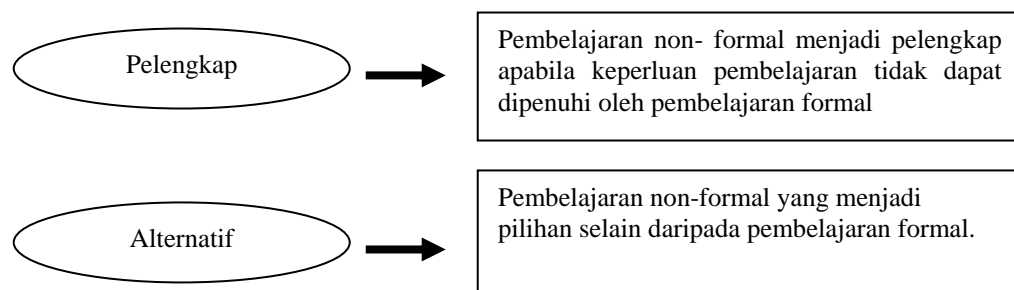 Pelengkap
Pembelajaran non- formal menjadi pelengkap
apabila keperluan pembelajaran tidak dapat
dipenuhi oleh pembelajaran formal
Alternatif
Pembelajaran non-formal yang menjadi
pilihan selain daripada pembelajaran formal.